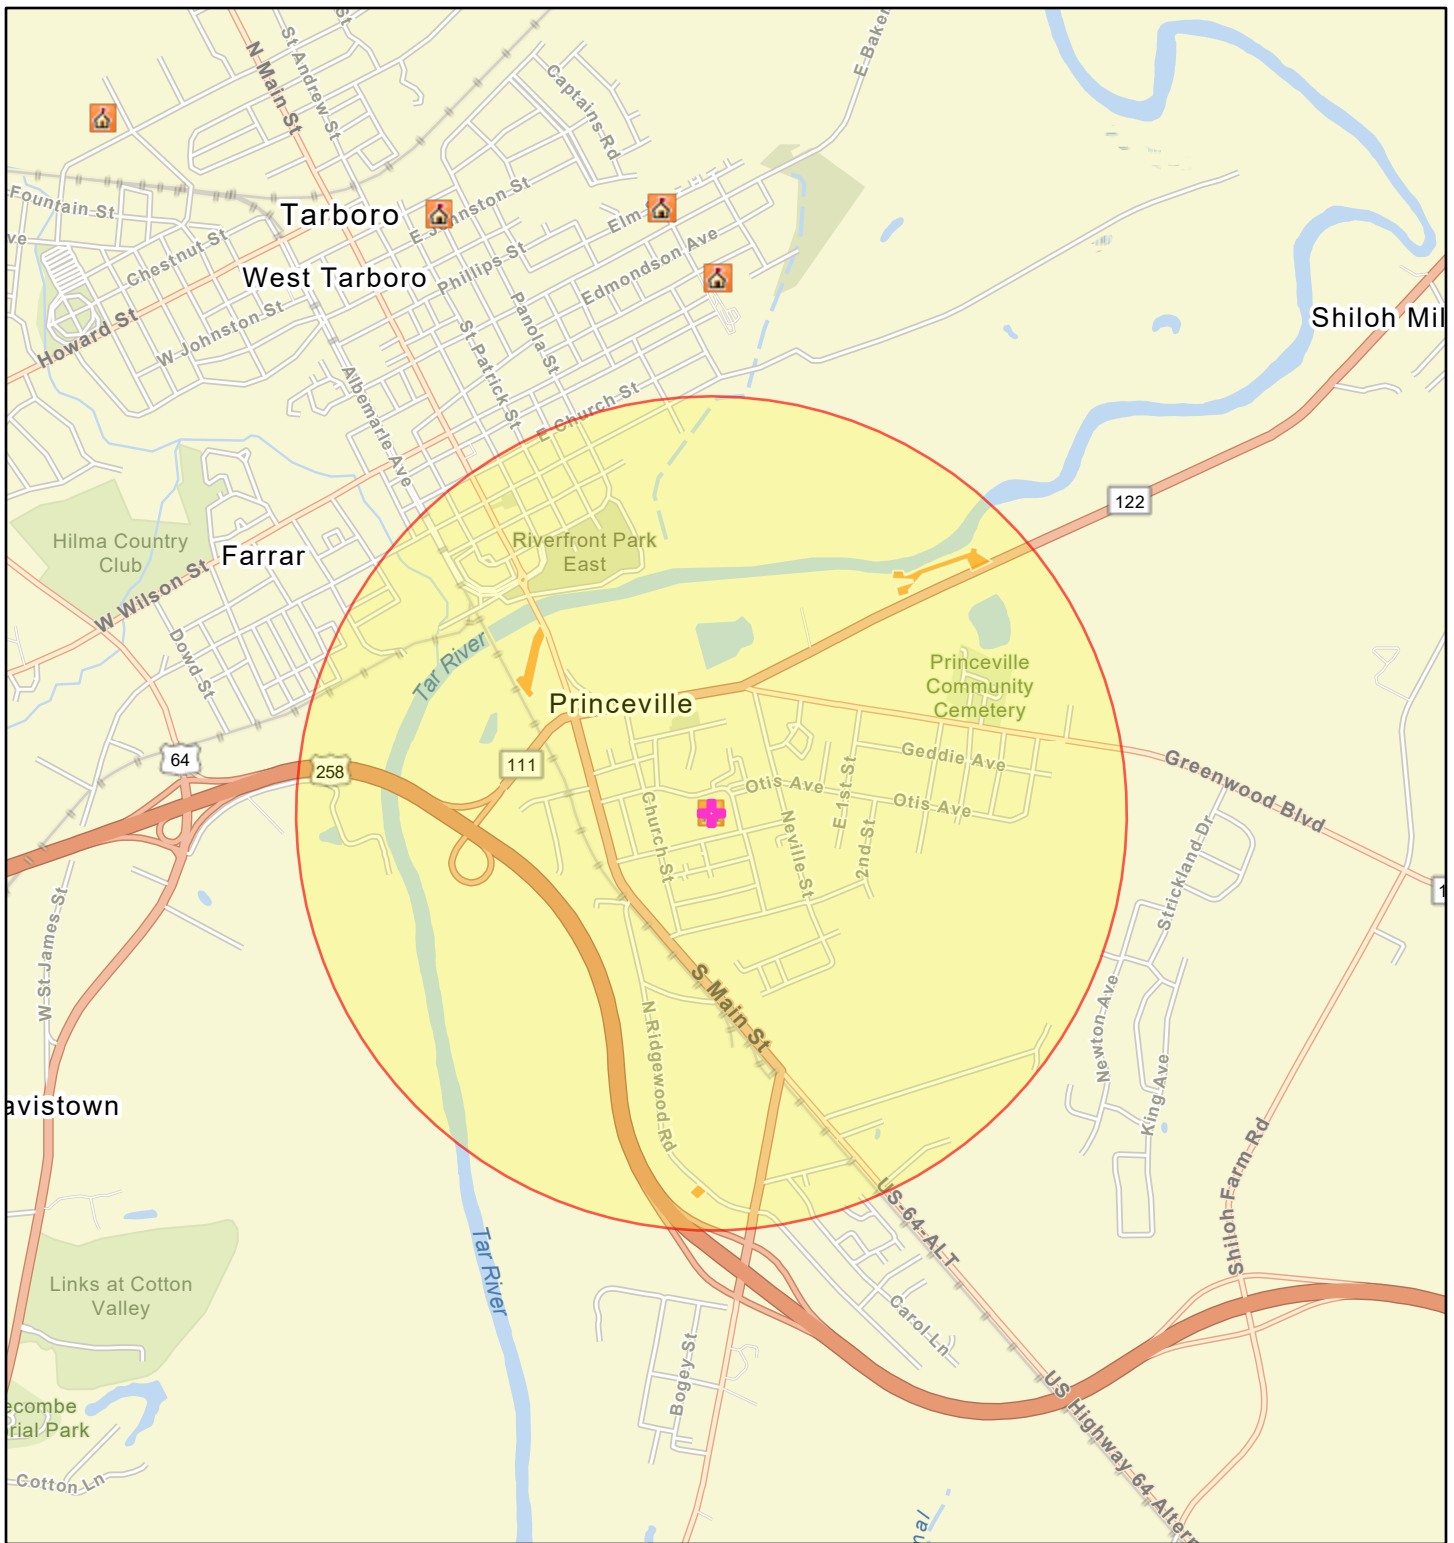 St Andrew St
N Main St
Captains Rd
E Baker
Fountain St
Tarboro
E Johnston St
Elm
Chestnut St
West Tarboro
Phillips St
Edmondson Ave
Howard St
W Johnston St
Panola St
St Patrick St
Shiloh Mil
W Albemarle Ave
E Church St
122
Hilma Country
Club
Farrar
Riverfront Park
East
W Wilson St
Dowd St
Tar River
Princeville
Princeville
Community
Cemetery
64
258
111
Geddie Ave
Otis Ave
Otis Ave
Greenwood Blvd
Church St
Neville St
E 1st St
2nd St
Strickland Dr
1
W St James St
S Main St
N Ridgewood Rd
Newton Ave
King Ave
avistown
Shiloh Farm Rd
US-64-ALT
Tar River
Links at Cotton
Valley
Carol Ln
Bogey St
US Highway 64 Altern
ecombe
rial Park
Cotton Ln
nal